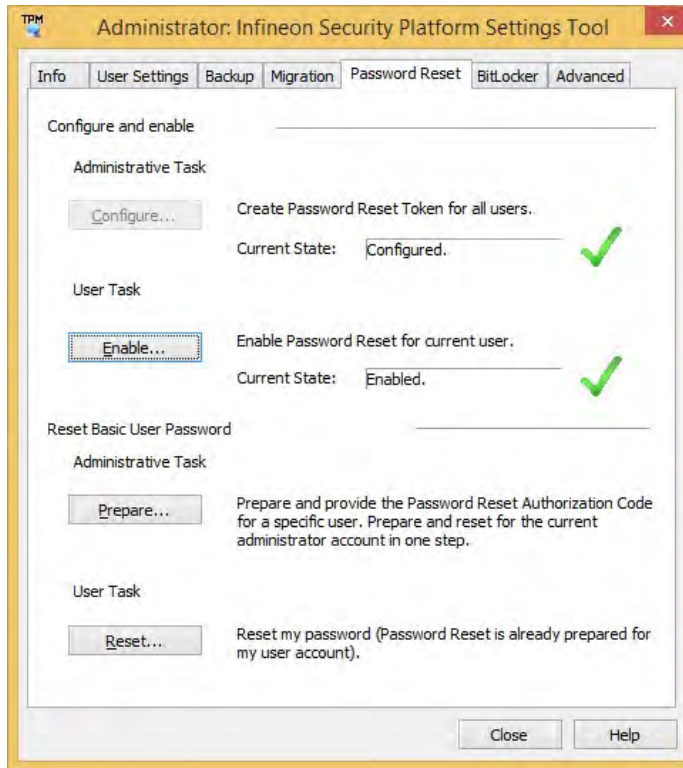 TPM
Administrator: Infineon Security Platform Settings Tool
x
Info User Settings Backup Migration Password Reset BitLocker Advanced
Configure and enable
Administrative Task
Configure...
Create Password Reset Token for all users.
Current State: Configured.
User Task
Enable...
Enable Password Reset for current user.
Current State: Enabled.
Reset Basic User Password
Administrative Task
Prepare...
Prepare and provide the Password Reset Authorization Code
for a specific user. Prepare and reset for the current
administrator account in one step.
User Task
Reset...
Reset my password (Password Reset is already prepared for
my user account).
Close Help